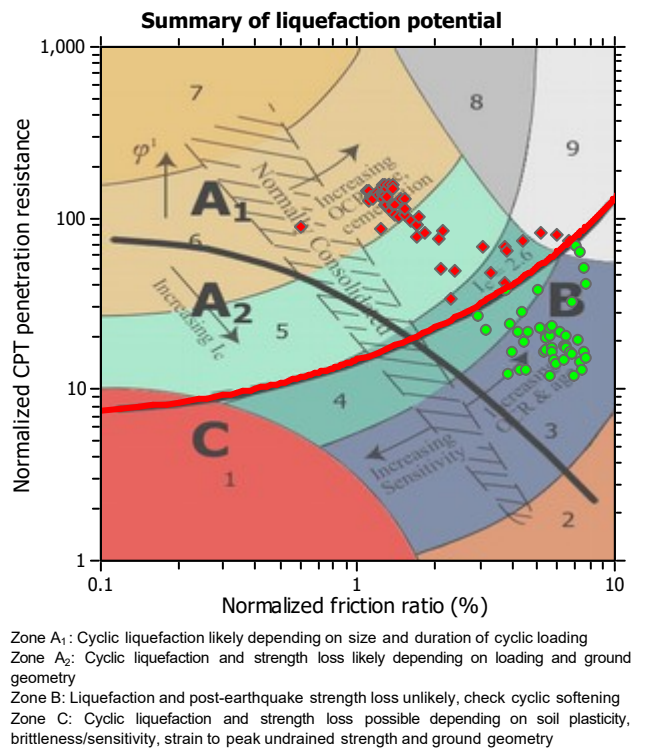 Summary of liquefaction potential
1,000
100
10
1
0.1
1
10
Normalized CPT penetration resistance
Normalized friction ratio (%)
7
8
9
φ'
A1
Increasing
OCR, age,
cementation
Normally Consolidated
6
A2
Increasing Ic
5
Ic = 2.6
B
4
Increasing
OCR & age
3
C
1
Increasing
Sensitivity
2
Zone A1: Cyclic liquefaction likely depending on size and duration of cyclic loading
Zone A2: Cyclic liquefaction and strength loss likely depending on loading and ground
geometry
Zone B: Liquefaction and post-earthquake strength loss unlikely, check cyclic softening
Zone C: Cyclic liquefaction and strength loss possible depending on soil plasticity,
brittleness/sensitivity, strain to peak undrained strength and ground geometry